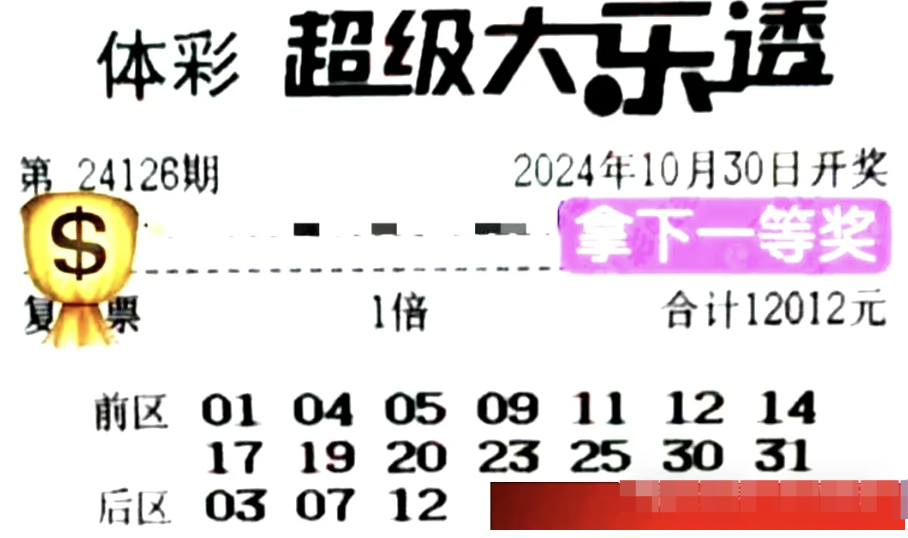 体彩 超级大乐透
第 24126期 2024年10月30日开奖
$ 拿下一等奖
复 票 1倍 合计12012元
前区 01 04 05 09 11 12 14
17 19 20 23 25 30 31
后区 03 07 12